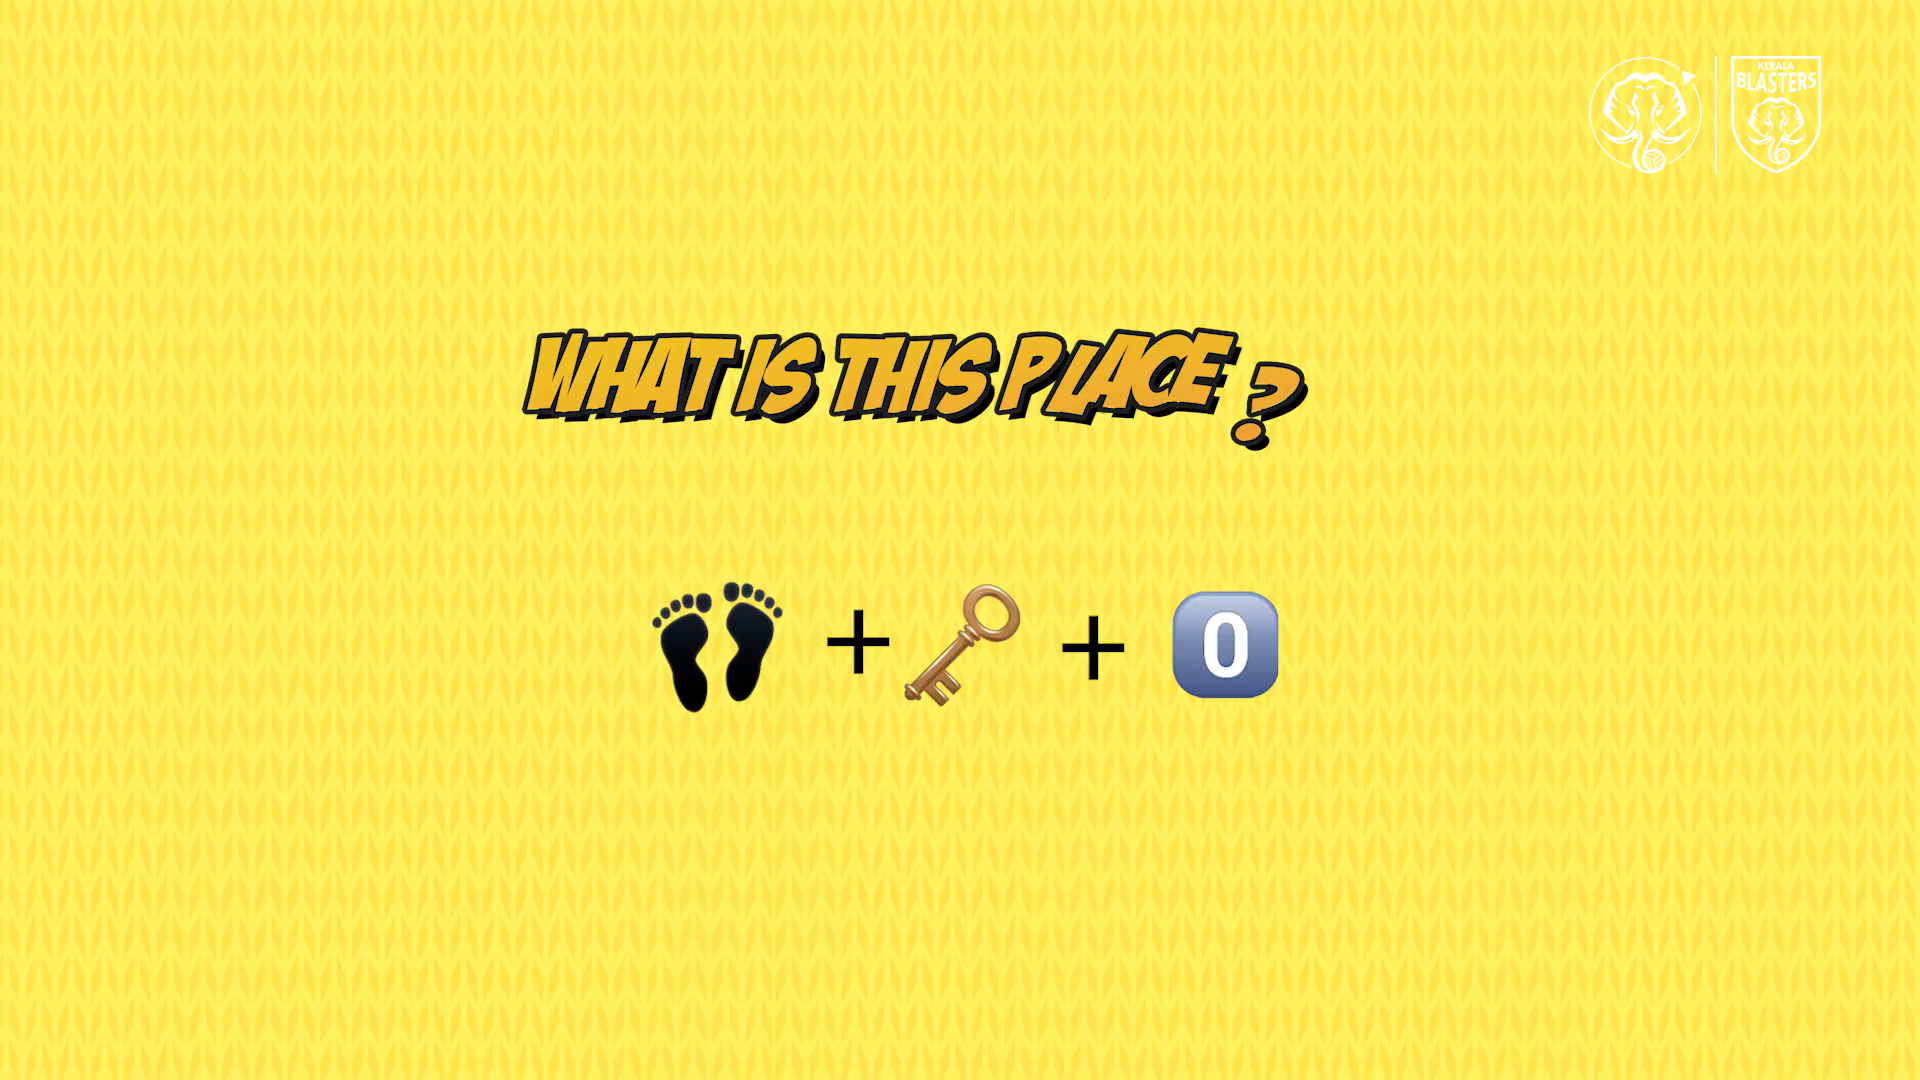 KERALA
BLASTERS
WHAT IS THIS PLACE ?
+ + 0